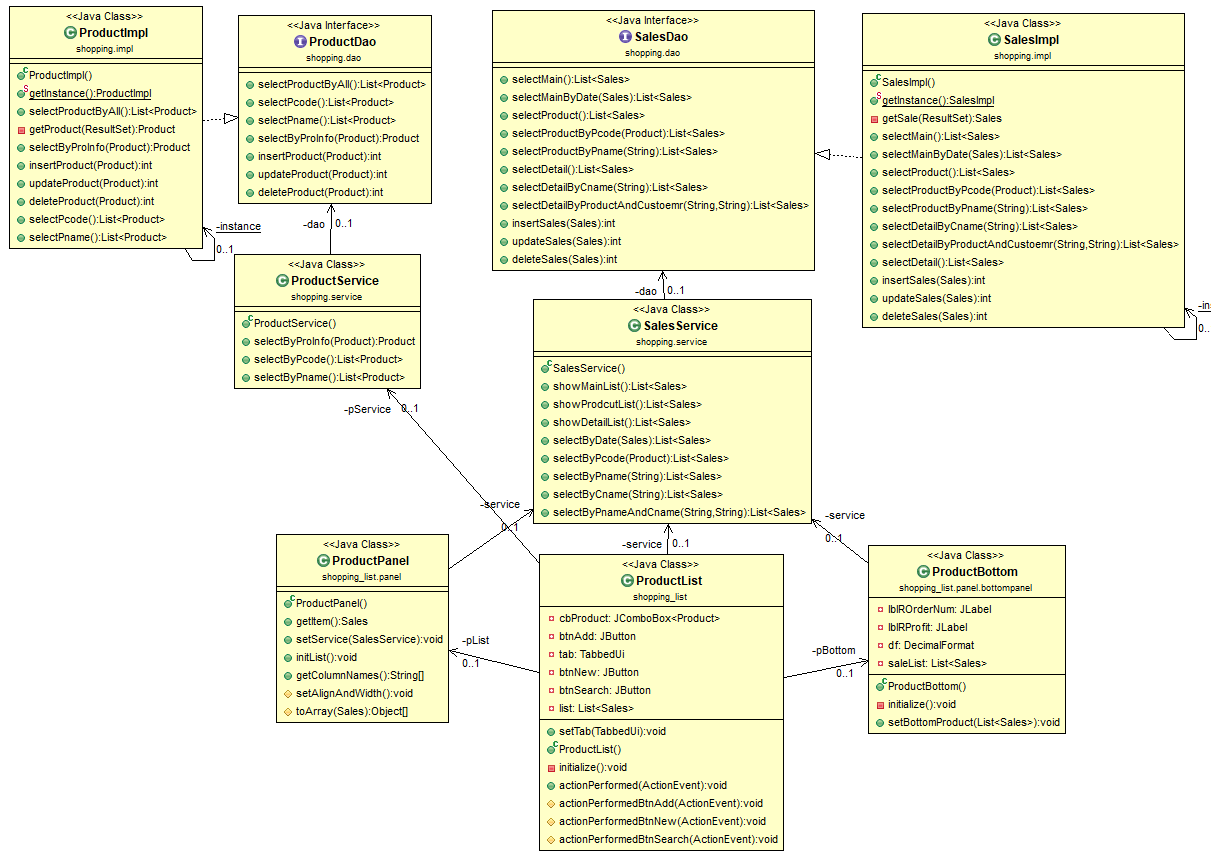 <<Java Class>>
ProductImpl
shopping.impl
ProductImpl()
getInstance():ProductImpl
selectProductByAll():List<Product>
getProduct(ResultSet):Product
selectByProInfo(Product):Product
insertProduct(Product):int
updateProduct(Product):int
deleteProduct(Product):int
selectPcode():List<Product>
selectPname():List<Product>
-instance
0..1
<<Java Interface>>
ProductDao
shopping.dao
selectProductByAll():List<Product>
selectPcode():List<Product>
selectPname():List<Product>
selectByProInfo(Product):Product
insertProduct(Product):int
updateProduct(Product):int
deleteProduct(Product):int
-dao
0..1
<<Java Interface>>
SalesDao
shopping.dao
selectMain():List<Sales>
selectMainByDate(Sales):List<Sales>
selectProduct():List<Sales>
selectProductByPcode(Product):List<Sales>
selectProductByPname(String):List<Sales>
selectDetail():List<Sales>
selectDetailByCname(String):List<Sales>
selectDetailByProductAndCustoemr(String,String):List<Sales>
insertSales(Sales):int
updateSales(Sales):int
deleteSales(Sales):int
-dao
0..1
<<Java Class>>
SalesImpl
shopping.impl
SalesImpl()
getInstance():SalesImpl
getSale(ResultSet):Sales
selectMain():List<Sales>
selectMainByDate(Sales):List<Sales>
selectProduct():List<Sales>
selectProductByPcode(Product):List<Sales>
selectProductByPname(String):List<Sales>
selectDetailByCname(String):List<Sales>
selectDetailByProductAndCustoemr(String,String):List<Sales>
selectDetail():List<Sales>
insertSales(Sales):int
updateSales(Sales):int
deleteSales(Sales):int
-in
0..
<<Java Class>>
ProductService
shopping.service
ProductService()
selectByProInfo(Product):Product
selectByPcode():List<Product>
selectByPname():List<Product>
-pService
0..1
<<Java Class>>
SalesService
shopping.service
SalesService()
showMainList():List<Sales>
showProdcutList():List<Sales>
showDetailList():List<Sales>
selectByDate(Sales):List<Sales>
selectByPcode(Product):List<Sales>
selectByPname(String):List<Sales>
selectByCname(String):List<Sales>
selectByPnameAndCname(String,String):List<Sales>
-service
0..1
-service
0..1
-service
0..1
<<Java Class>>
ProductPanel
shopping_list.panel
ProductPanel()
getItem():Sales
setService(SalesService):void
initList():void
getColumnNames():String[]
setAlignAndWidth():void
toArray(Sales):Object[]
-pList
0..1
<<Java Class>>
ProductList
shopping_list
cbProduct: JComboBox<Product>
btnAdd: JButton
tab: TabbedUi
btnNew: JButton
btnSearch: JButton
list: List<Sales>
setTab(TabbedUi):void
ProductList()
initialize():void
actionPerformed(ActionEvent):void
actionPerformedBtnAdd(ActionEvent):void
actionPerformedBtnNew(ActionEvent):void
actionPerformedBtnSearch(ActionEvent):void
-pBottom
0..1
<<Java Class>>
ProductBottom
shopping_list.panel.bottompanel
lblROrderNum: JLabel
lblRProfit: JLabel
df: DecimalFormat
saleList: List<Sales>
ProductBottom()
initialize():void
setBottomProduct(List<Sales>):void